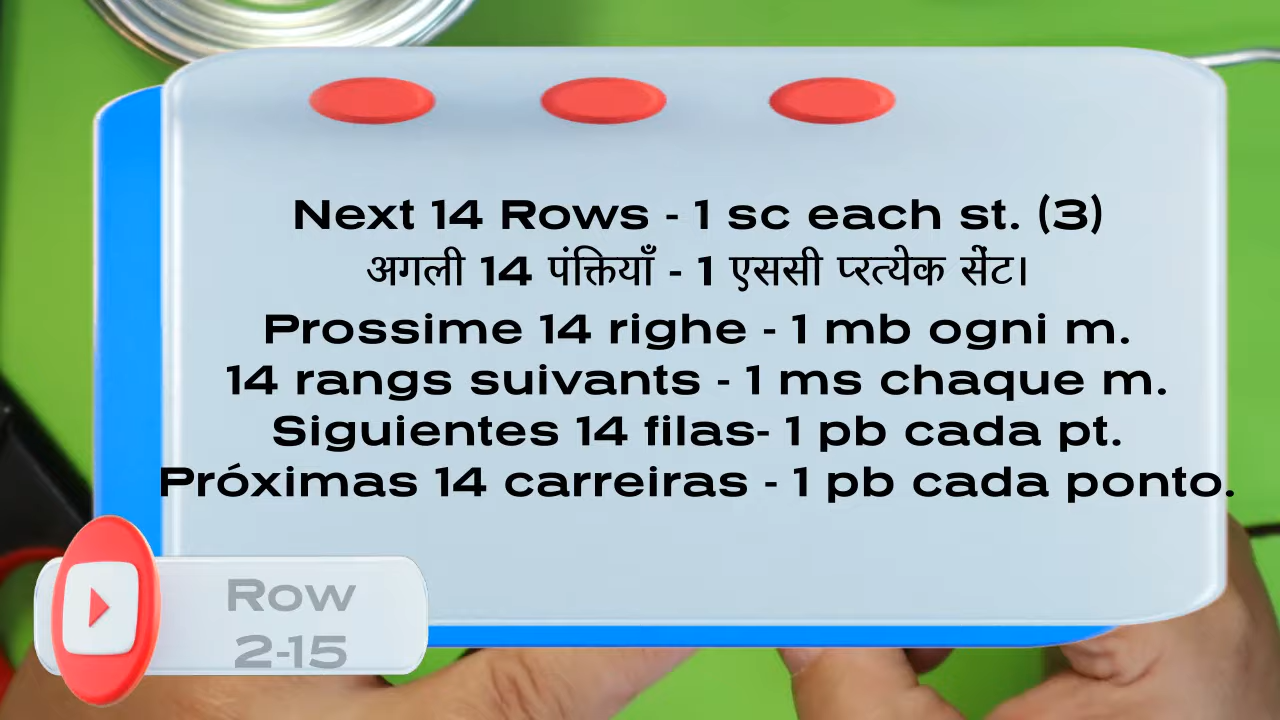 Next 14 Rows - 1 sc each st. (3)
अगली 14 पंक्तियाँ - 1 एससी प्रत्येक सेंट।
Prossime 14 righe - 1 mb ogni m.
14 rangs suivants - 1 ms chaque m.
Siguientes 14 filas- 1 pb cada pt.
Próximas 14 carreiras - 1 pb cada ponto.
Row
2-15